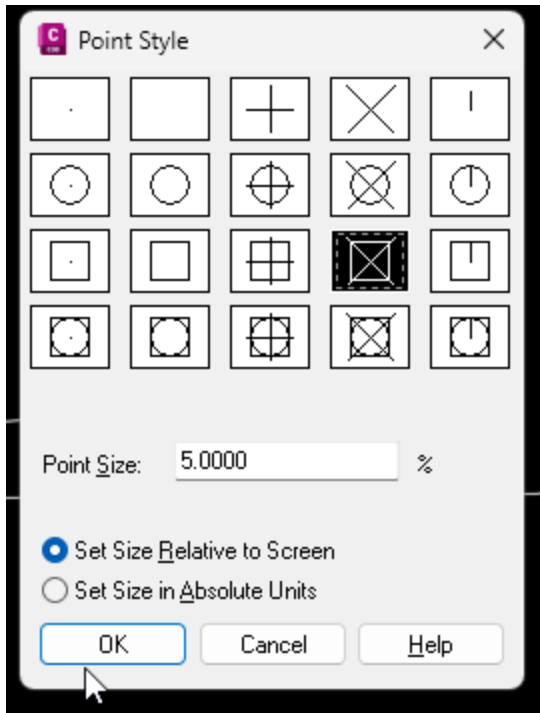 C
C3D
Point Style
Point Size: 5.0000 %
Set Size Relative to Screen
Set Size in Absolute Units
OK Cancel Help